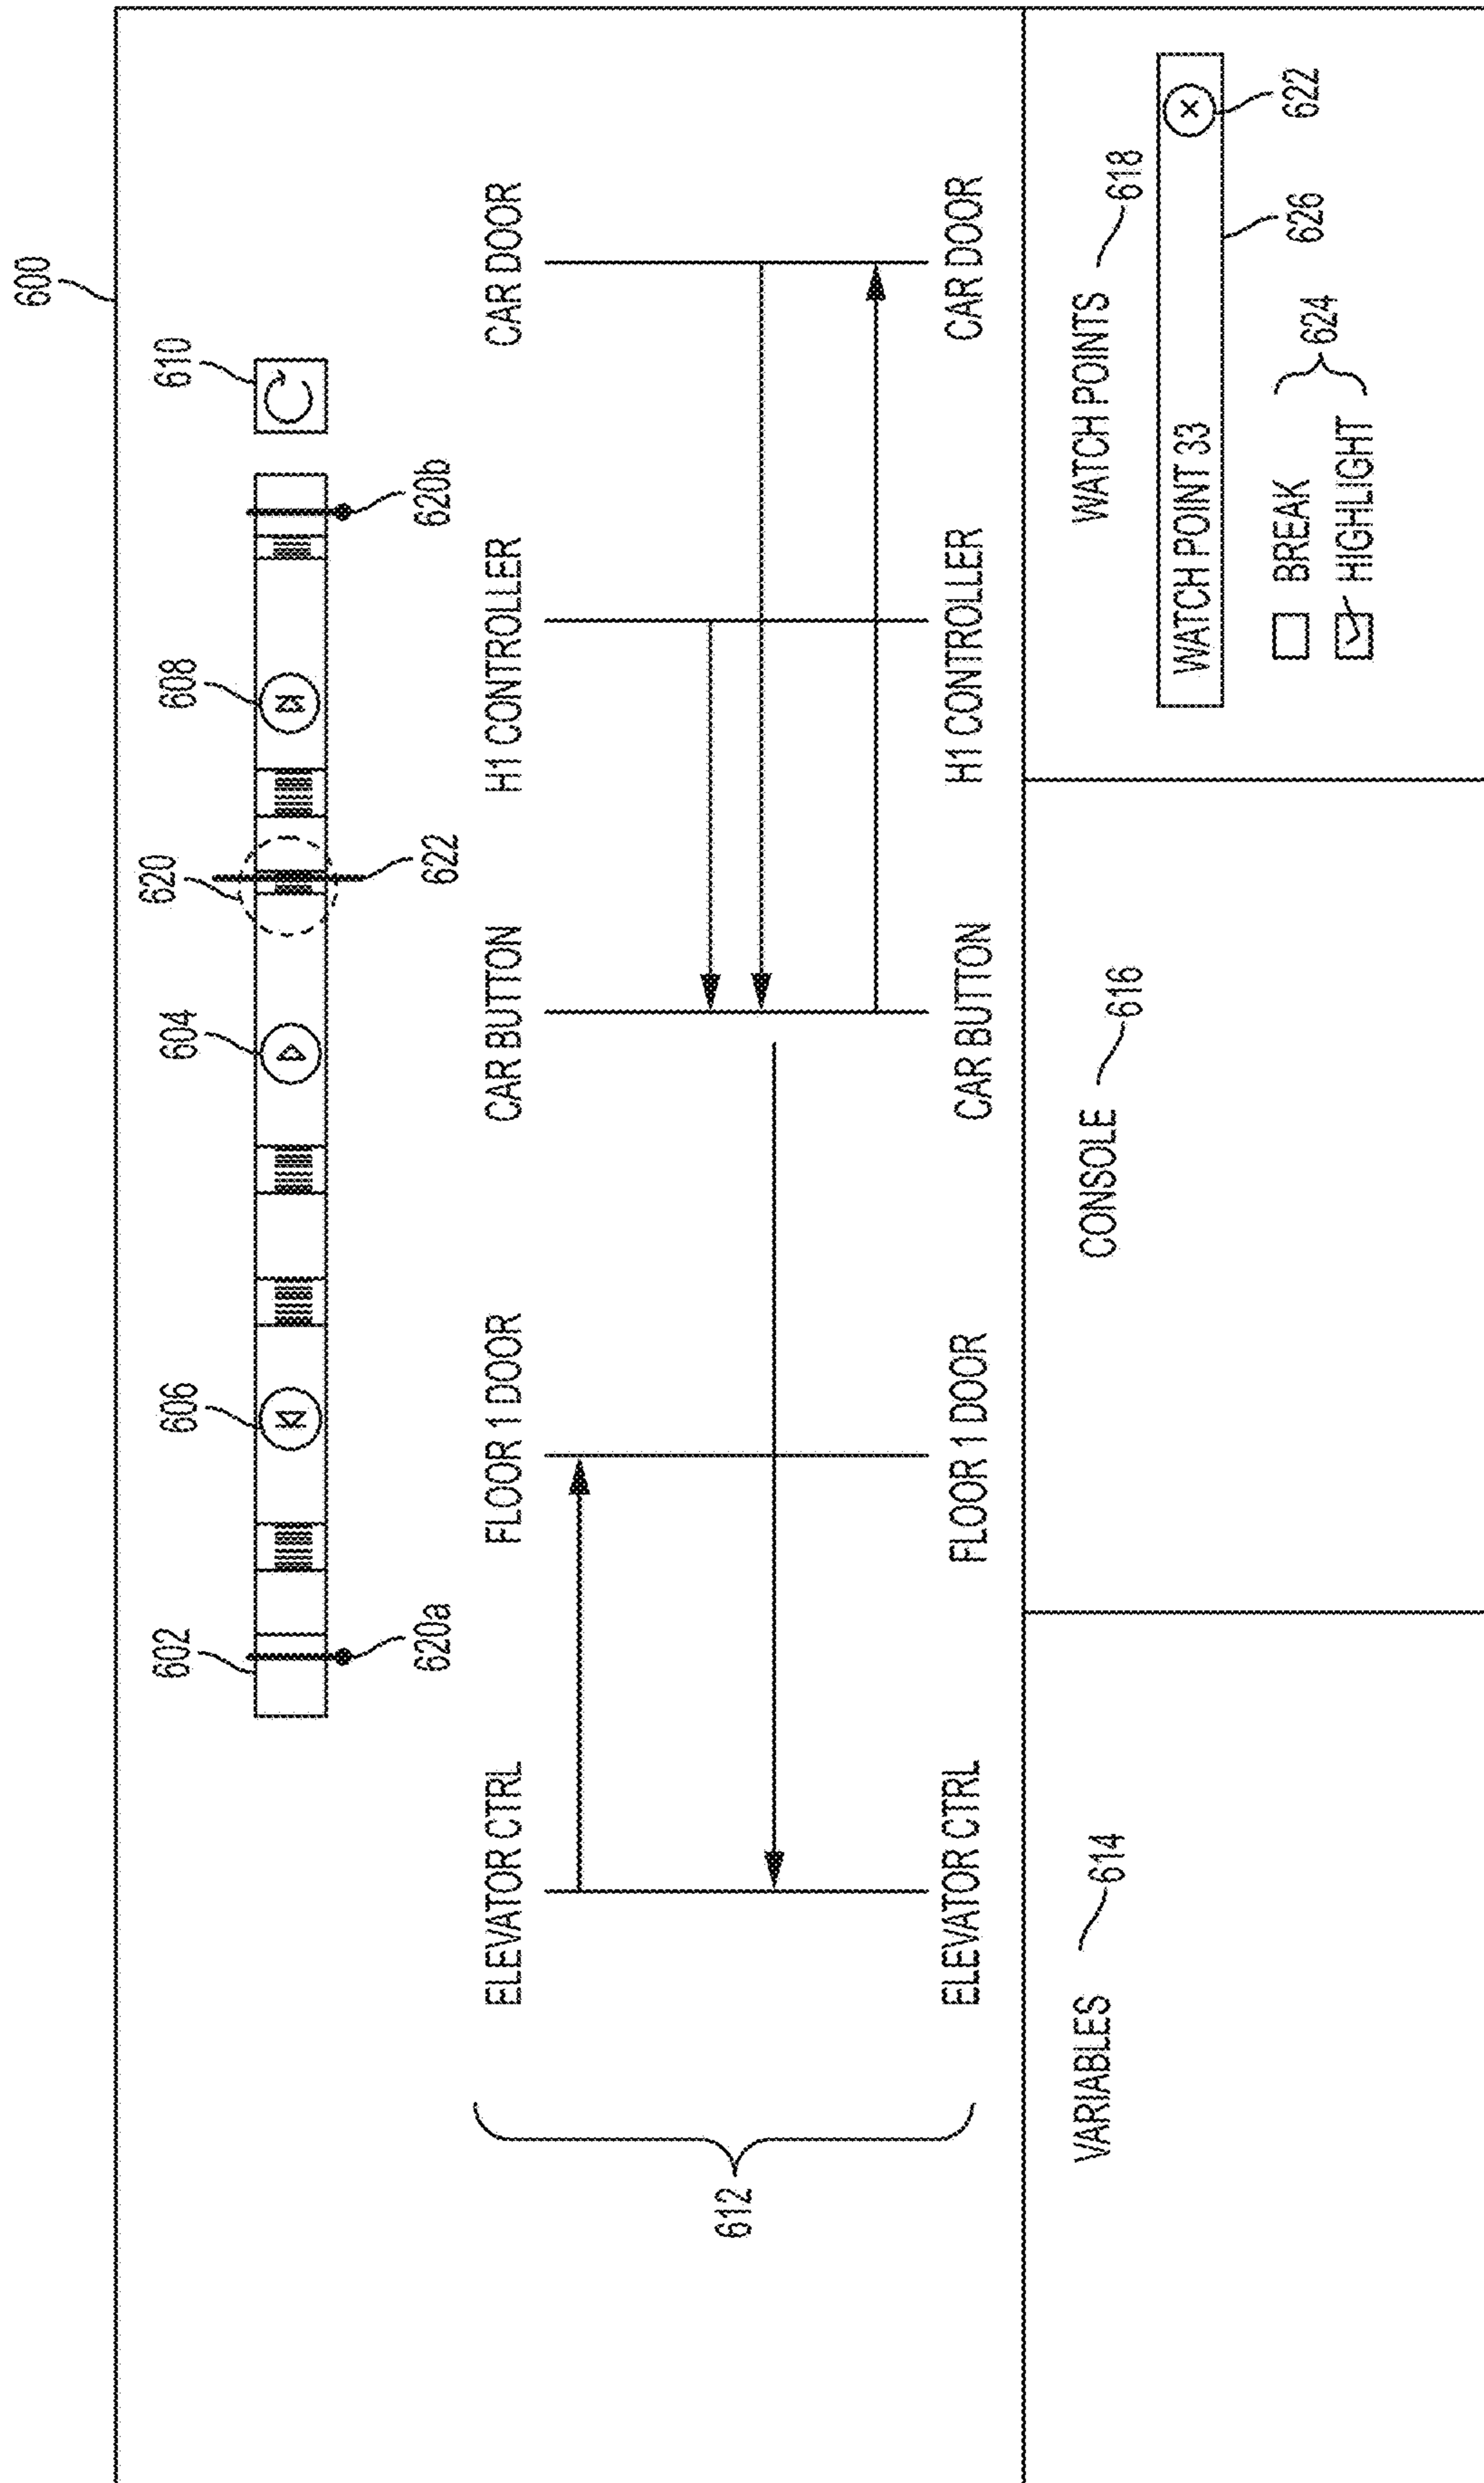 600
602
606
604
620
608
610
620a
622
620b
ELEVATOR CTRL
FLOOR 1 DOOR
CAR BUTTON
H1 CONTROLLER
CAR DOOR
612
ELEVATOR CTRL
FLOOR 1 DOOR
CAR BUTTON
H1 CONTROLLER
CAR DOOR
VARIABLES 614
CONSOLE 616
WATCH POINTS 618
WATCH POINT 33 X
BREAK
HIGHLIGHT
624
626
622